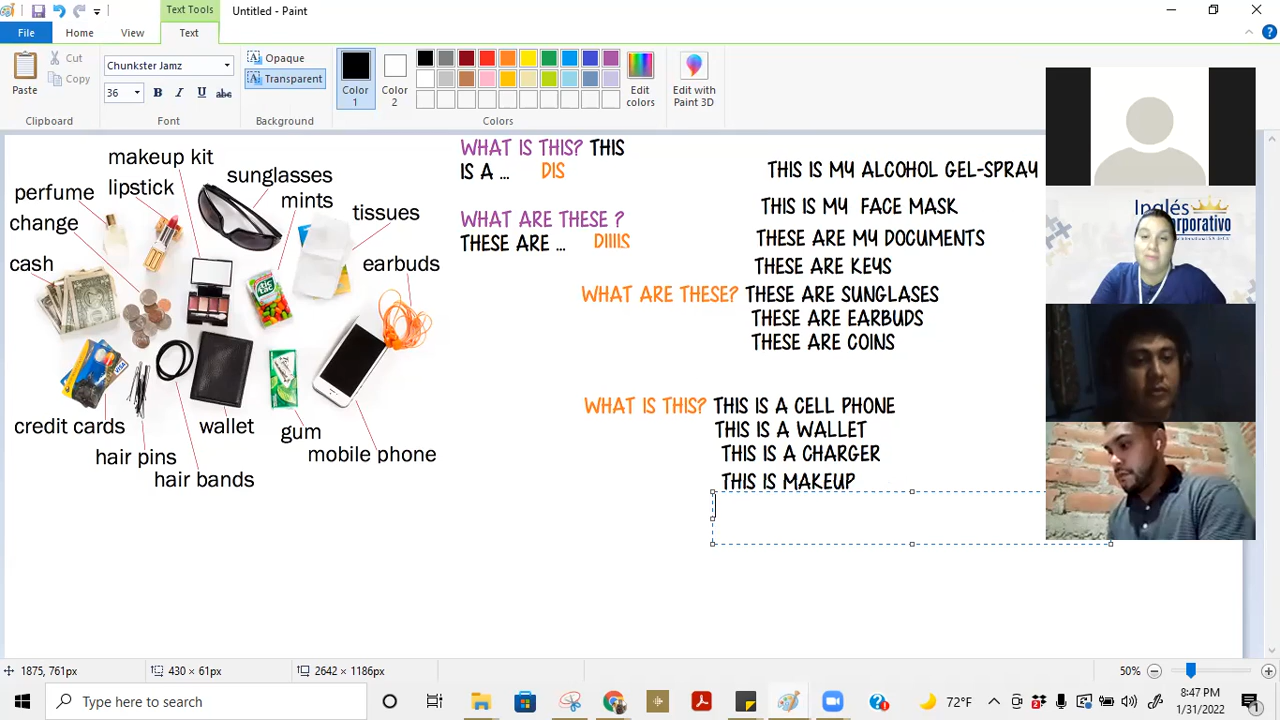 Untitled - Paint
Text Tools
File
Home
View
Text
Paste
Cut
Copy
Clipboard
Chunkster Jamz
36
B I U abc
Font
Opaque
Transparent
Background
Color 1
Color 2
Edit colors
Edit with Paint 3D
Colors
makeup kit
lipstick
perfume
change
cash
sunglasses
mints
tissues
earbuds
credit cards
hair pins
hair bands
wallet
gum
mobile phone
VISA
tic tac
WHAT IS THIS? THIS
IS A ... DIS
WHAT ARE THESE ?
THESE ARE ... DIIIIS
THIS IS MY ALCOHOL GEL-SPRAY
THIS IS MY FACE MASK
THESE ARE MY DOCUMENTS
THESE ARE KEYS
WHAT ARE THESE? THESE ARE SUNGLASES
THESE ARE EARBUDS
THESE ARE COINS
WHAT IS THIS? THIS IS A CELL PHONE
THIS IS A WALLET
THIS IS A CHARGER
THIS IS MAKEUP
Inglés
orporativo
1875, 761px
430 × 61px
2642 × 1186px
50%
Type here to search
72°F
8:47 PM
1/31/2022